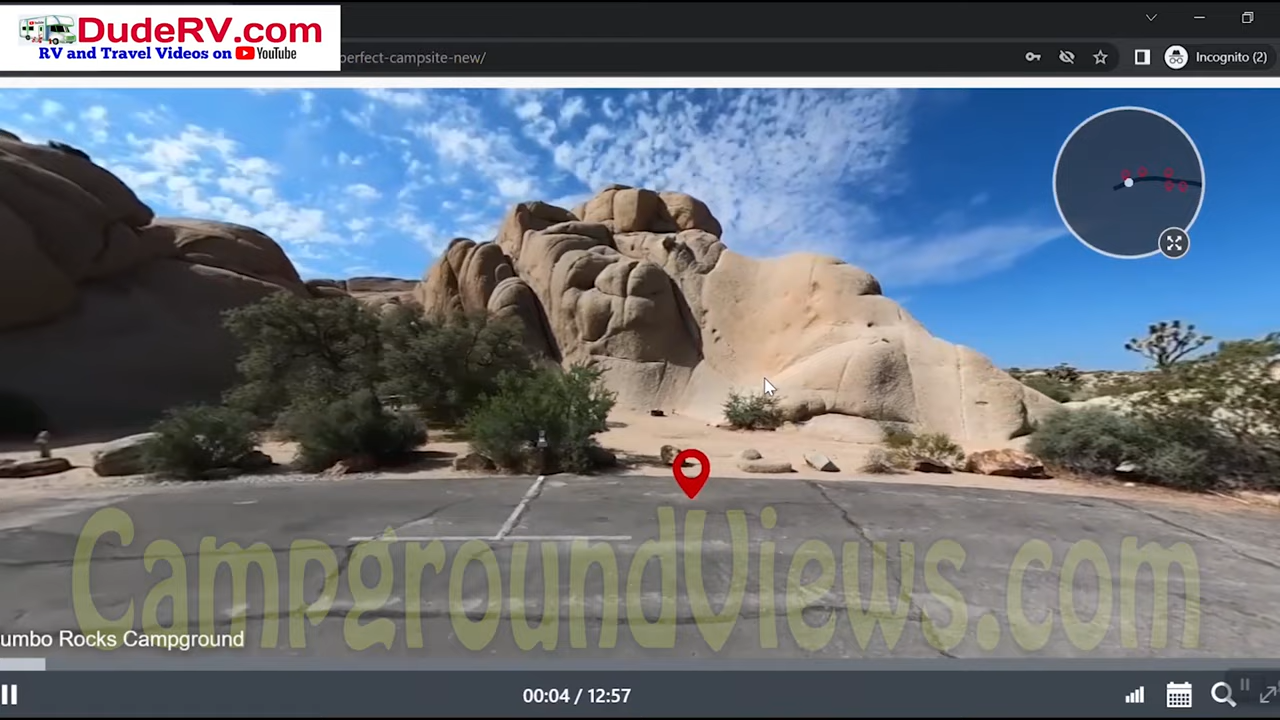 DudeRV.com
RV and Travel Videos on YouTube
perfect-campsite-new/
Incognito (2)
CampgroundViews.com
umbo Rocks Campground
00:04 / 12:57